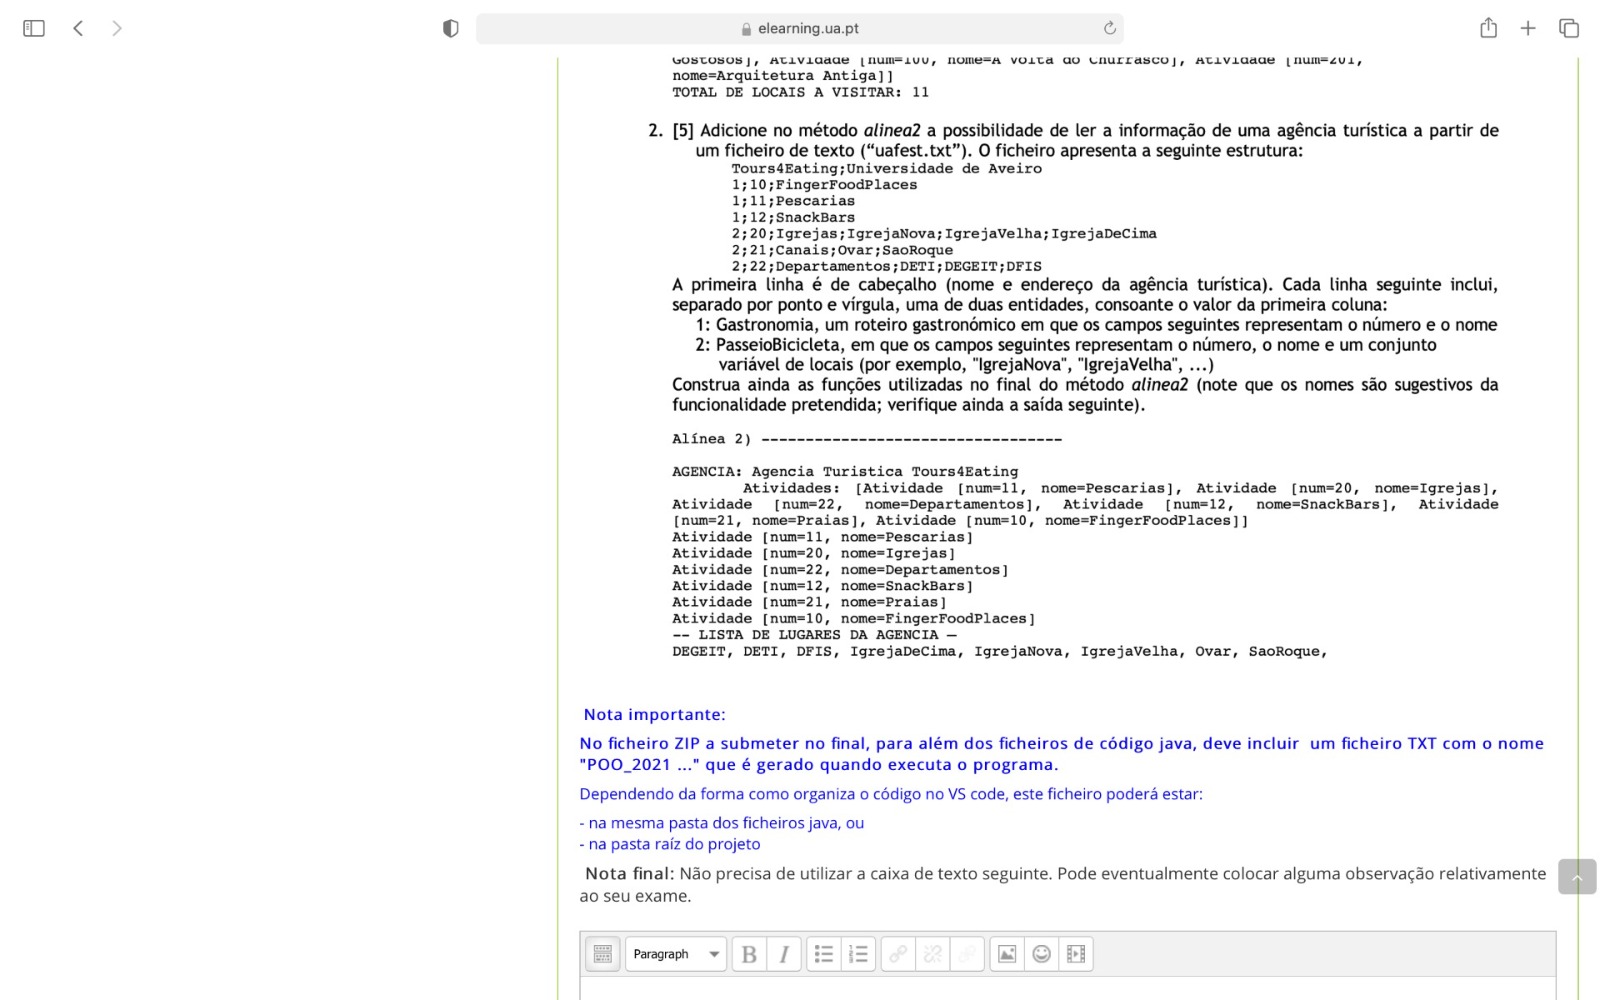 elearning.ua.pt
Gostosos], Atividade [num=100, nome=A Volta do Churrasco], Atividade [num=201,
nome=Arquitetura Antiga]]
TOTAL DE LOCAIS A VISITAR: 11
2. [5] Adicione no método alinea2 a possibilidade de ler a informação de uma agência turística a partir de
um ficheiro de texto (“uafest.txt”). O ficheiro apresenta a seguinte estrutura:
Tours4Eating;Universidade de Aveiro
1;10;FingerFoodPlaces
1;11;Pescarias
1;12;SnackBars
2;20;Igrejas;IgrejaNova;IgrejaVelha;IgrejaDeCima
2;21;Canais;Ovar;SaoRoque
2;22;Departamentos;DETI;DEGEIT;DFIS
A primeira linha é de cabeçalho (nome e endereço da agência turística). Cada linha seguinte inclui,
separado por ponto e vírgula, uma de duas entidades, consoante o valor da primeira coluna:
1: Gastronomia, um roteiro gastronómico em que os campos seguintes representam o número e o nome
2: PasseioBicicleta, em que os campos seguintes representam o número, o nome e um conjunto
variável de locais (por exemplo, "IgrejaNova", "IgrejaVelha", ...)
Construa ainda as funções utilizadas no final do método alinea2 (note que os nomes são sugestivos da
funcionalidade pretendida; verifique ainda a saída seguinte).
Alínea 2) ----------------------------------
AGENCIA: Agencia Turistica Tours4Eating
Atividades: [Atividade [num=11, nome=Pescarias], Atividade [num=20, nome=Igrejas],
Atividade [num=22, nome=Departamentos], Atividade [num=12, nome=SnackBars], Atividade
[num=21, nome=Praias], Atividade [num=10, nome=FingerFoodPlaces]]
Atividade [num=11, nome=Pescarias]
Atividade [num=20, nome=Igrejas]
Atividade [num=22, nome=Departamentos]
Atividade [num=12, nome=SnackBars]
Atividade [num=21, nome=Praias]
Atividade [num=10, nome=FingerFoodPlaces]
-- LISTA DE LUGARES DA AGENCIA —
DEGEIT, DETI, DFIS, IgrejaDeCima, IgrejaNova, IgrejaVelha, Ovar, SaoRoque,
Nota importante:
No ficheiro ZIP a submeter no final, para além dos ficheiros de código java, deve incluir um ficheiro TXT com o nome
"POO_2021 ..." que é gerado quando executa o programa.
Dependendo da forma como organiza o código no VS code, este ficheiro poderá estar:
- na mesma pasta dos ficheiros java, ou
- na pasta raíz do projeto
Nota final: Não precisa de utilizar a caixa de texto seguinte. Pode eventualmente colocar alguma observação relativamente
ao seu exame.
Paragraph B I